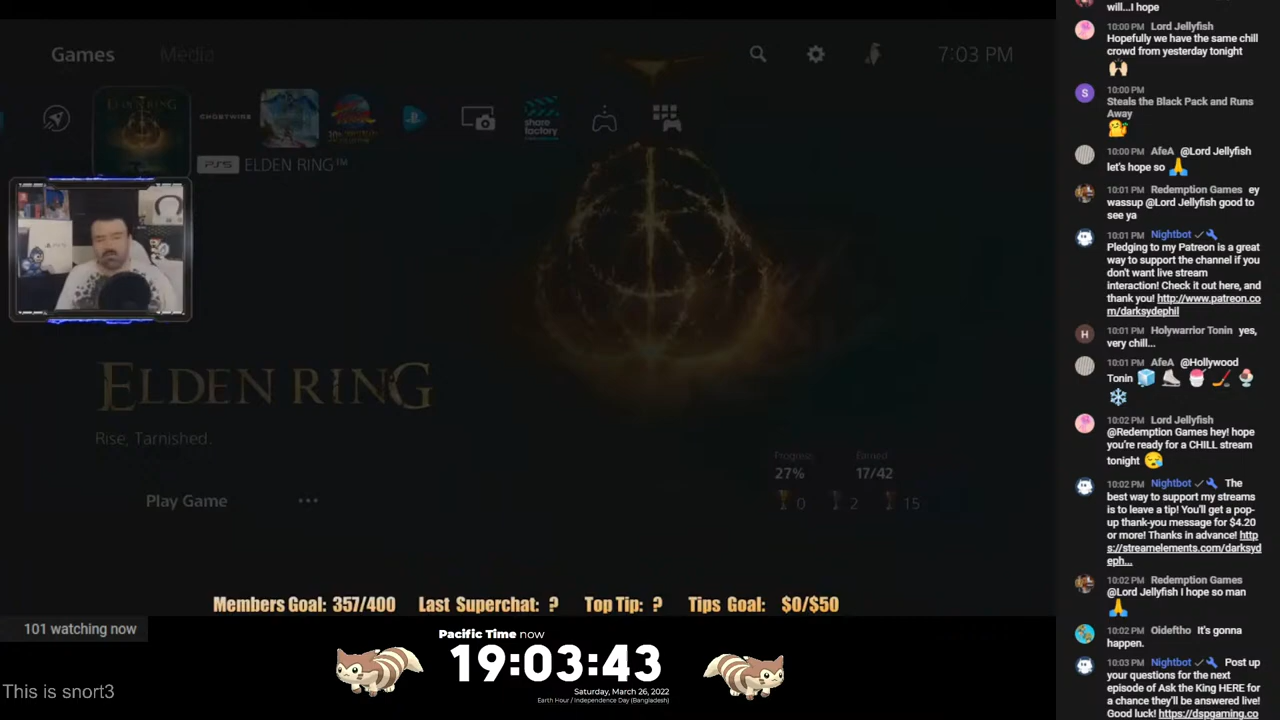 Games
Media
7:03 PM
ELDEN RING
GHOSTWIRE
share factory
PS5 ELDEN RING™
ELDEN RING
Rise, Tarnished.
Progress
27%
Earned
17/42
0
2
15
Play Game
...
Members Goal: 357/400 Last Superchat: ? Top Tip: ? Tips Goal: $0/$50
101 watching now
Pacific Time now
19:03:43
Saturday, March 26, 2022
Earth Hour / Independence Day (Bangladesh)
This is snort3
will...I hope
10:00 PM Lord Jellyfish
Hopefully we have the same chill
crowd from yesterday tonight
🙌🏻
S
10:00 PM
Steals the Black Pack and Runs
Away
10:00 PM AfeA @Lord Jellyfish
let's hope so 🙏
10:01 PM Redemption Games ey
wassup @Lord Jellyfish good to
see ya
10:01 PM Nightbot
Pledging to my Patreon is a great
way to support the channel if you
don't want live stream
interaction! Check it out here, and
thank you! http://www.patreon.co
m/darksydephil
H
10:01 PM Holywarrior Tonin yes,
very chill...
10:01 PM AfeA @Hollywood
Tonin 🧊 ⛸ 🍧 🏒 🍨
❄
10:02 PM Lord Jellyfish
@Redemption Games hey! hope
you're ready for a CHILL stream
tonight 😪
10:02 PM Nightbot The
best way to support my streams
is to leave a tip! You'll get a pop-
up thank-you message for $4.20
or more! Thanks in advance! http
s://streamelements.com/darksyd
eph...
10:02 PM Redemption Games
@Lord Jellyfish I hope so man
🙏
10:02 PM Oideftho It's gonna
happen.
10:03 PM Nightbot Post up
your questions for the next
episode of Ask the King HERE for
a chance they'll be answered live!
Good luck! https://dspgaming.co